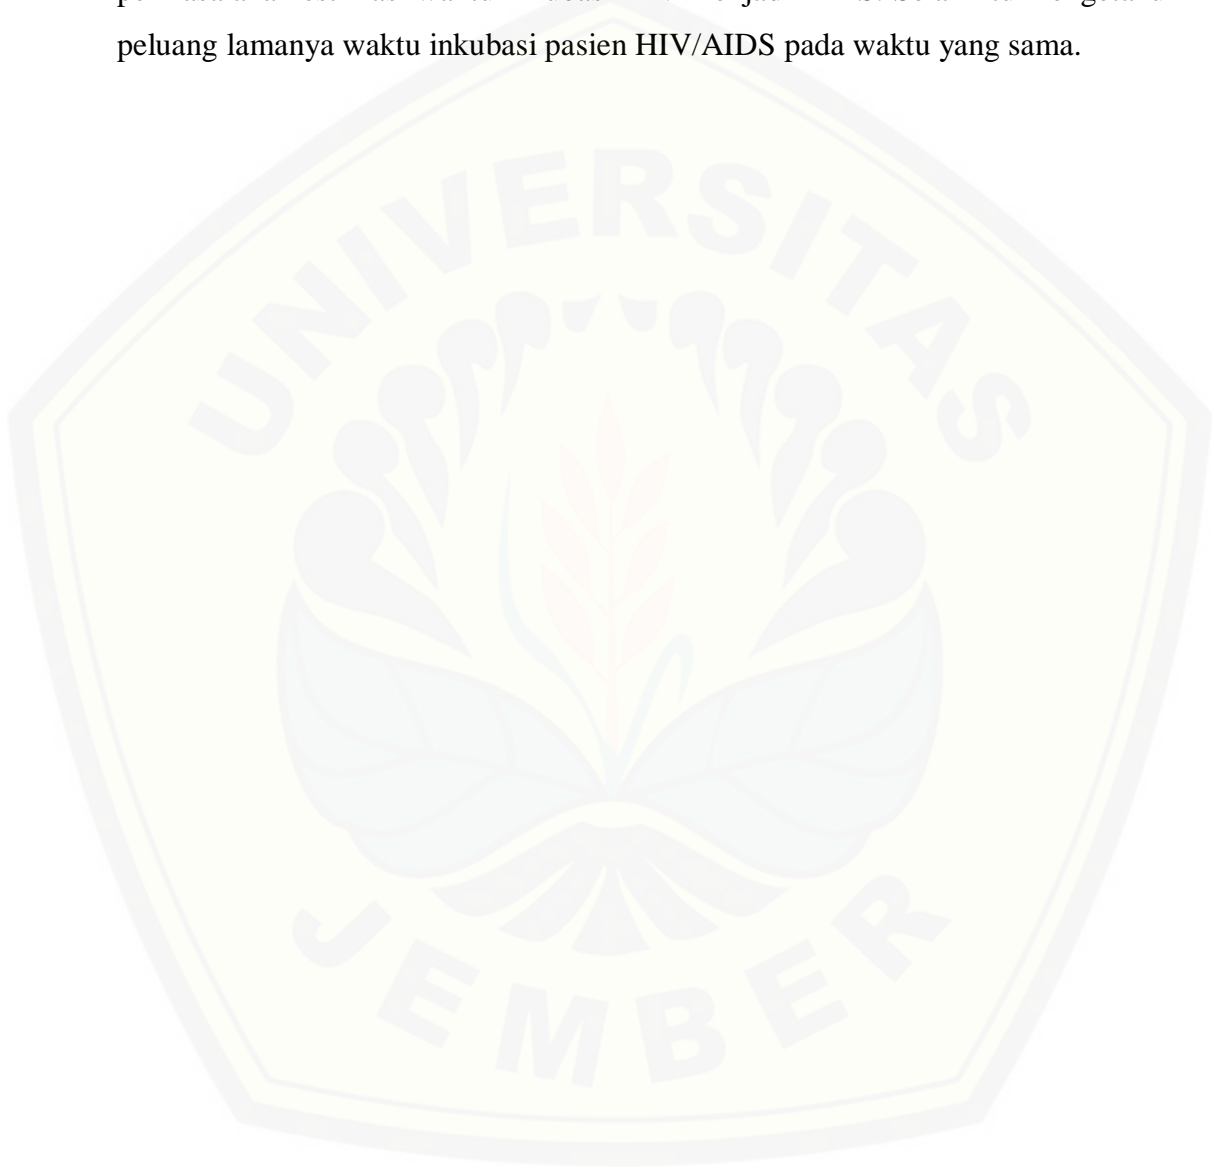 peluang lamanya waktu inkubasi pasien HIV/AIDS pada waktu yang sama.
UNIVERSITAS
JEMBER